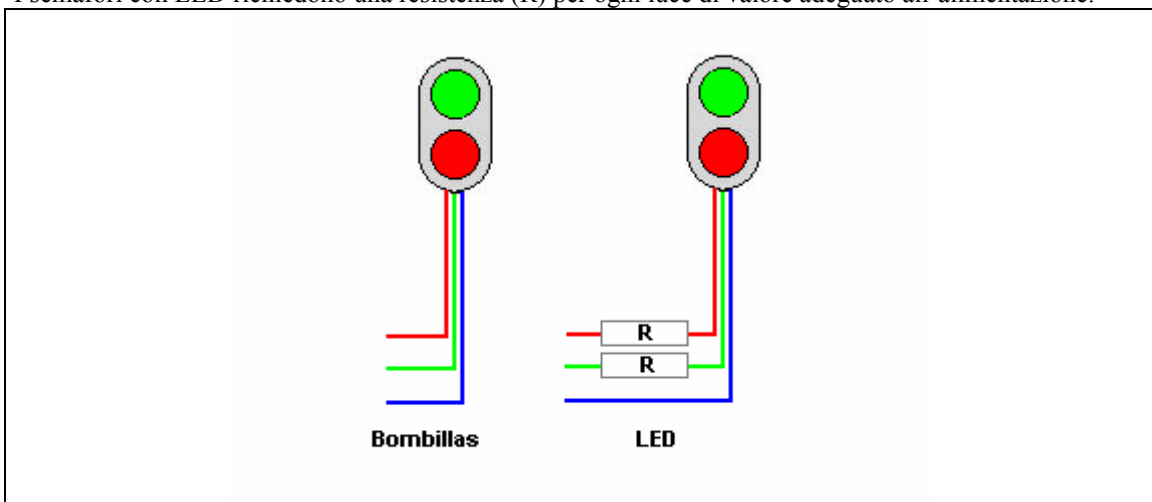 I semafori con LED richiedono una resistenza (R) per ogni luce di valore adeguato all'alimentazione.
R
R
Bombillas LED